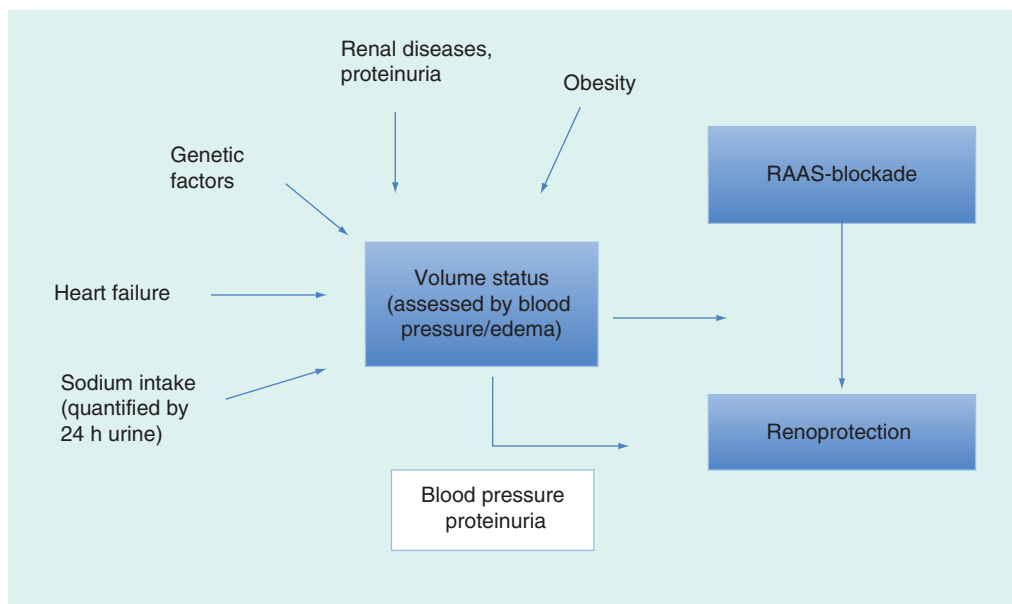 Renal diseases,
proteinuria
Obesity
Genetic
factors
RAAS-blockade
Heart failure
Volume status
(assessed by blood
pressure/edema)
Sodium intake
(quantified by
24 h urine)
Renoprotection
Blood pressure
proteinuria